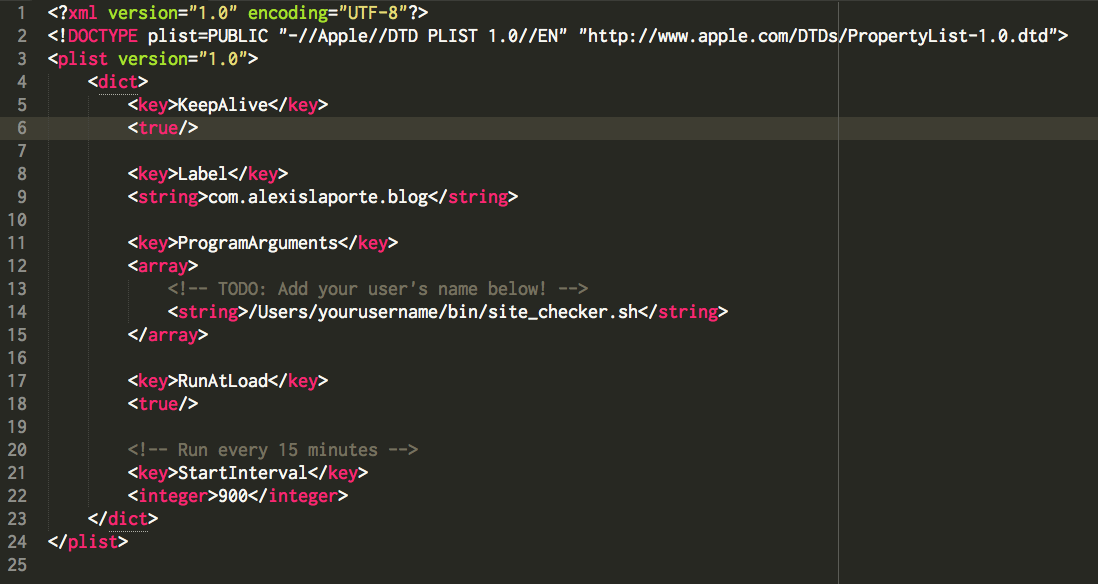 1 <?xml version="1.0" encoding="UTF-8"?>
2 <!DOCTYPE plist=PUBLIC "-//Apple//DTD PLIST 1.0//EN" "http://www.apple.com/DTDs/PropertyList-1.0.dtd">
3 <plist version="1.0">
4 <dict>
5 <key>KeepAlive</key>
6 <true/>
7
8 <key>Label</key>
9 <string>com.alexislaporte.blog</string>
10
11 <key>ProgramArguments</key>
12 <array>
13 <!-- TODO: Add your user's name below! -->
14 <string>/Users/yourusername/bin/site_checker.sh</string>
15 </array>
16
17 <key>RunAtLoad</key>
18 <true/>
19
20 <!-- Run every 15 minutes -->
21 <key>StartInterval</key>
22 <integer>900</integer>
23 </dict>
24 </plist>
25